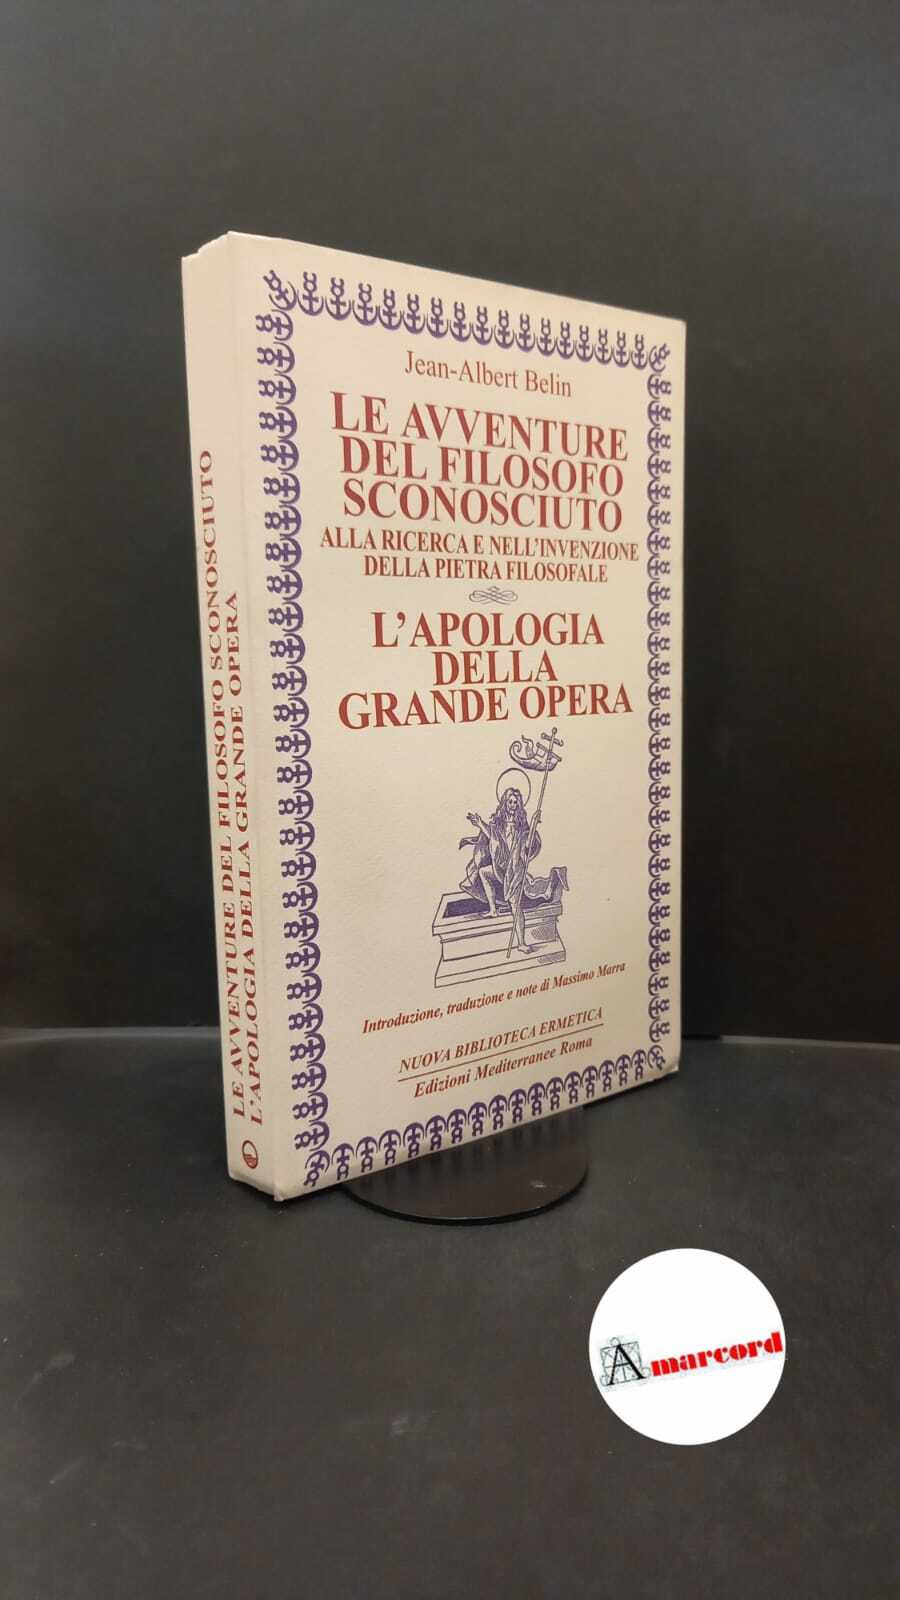 Jean-Albert Belin
LE AVVENTURE
DEL FILOSOFO
SCONOSCIUTO
ALLA RICERCA E NELL'INVENZIONE
DELLA PIETRA FILOSOFALE
L'APOLOGIA
DELLA
GRANDE OPERA
Introduzione, traduzione e note di Massimo Marra
NUOVA BIBLIOTECA ERMETICA
Edizioni Mediterranee Roma
LE AVVENTURE DEL FILOSOFO SCONOSCIUTO
L'APOLOGIA DELLA GRANDE OPERA
Amarcord